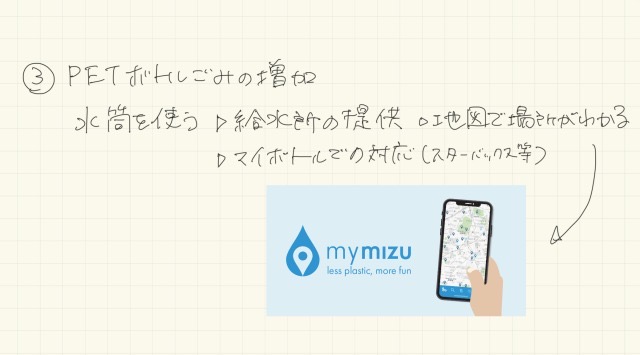 ③ PETボトルごみの増加
水筒を使う ▷給水所の提供 ▷地図で場所がわかる
▷マイボトルでの対応(スターバックス等)
mymizu
less plastic, more fun